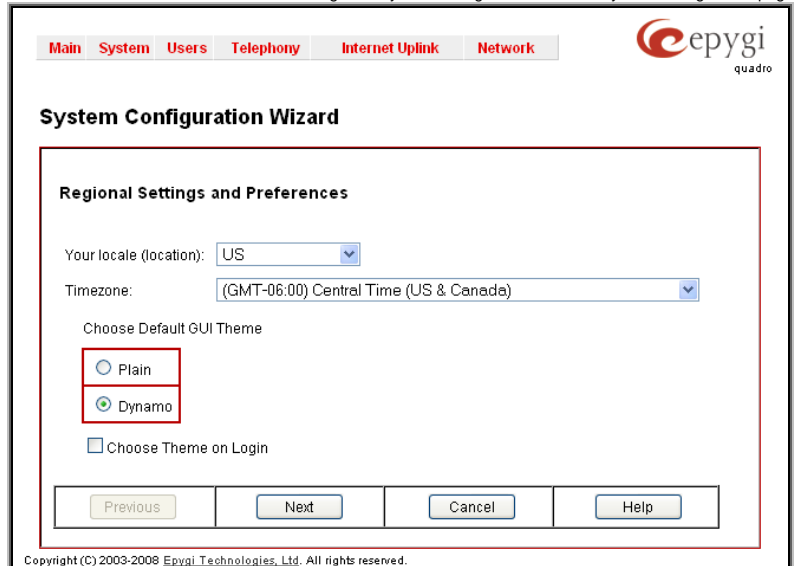 Main System Users Telephony Internet Uplink Network
epygi
quadro
System Configuration Wizard
Regional Settings and Preferences
Your locale (location): US
Timezone: (GMT-06:00) Central Time (US & Canada)
Choose Default GUI Theme
Plain
Dynamo
Choose Theme on Login
Previous Next Cancel Help
Copyright (C) 2003-2008 Epygi Technologies, Ltd. All rights reserved.